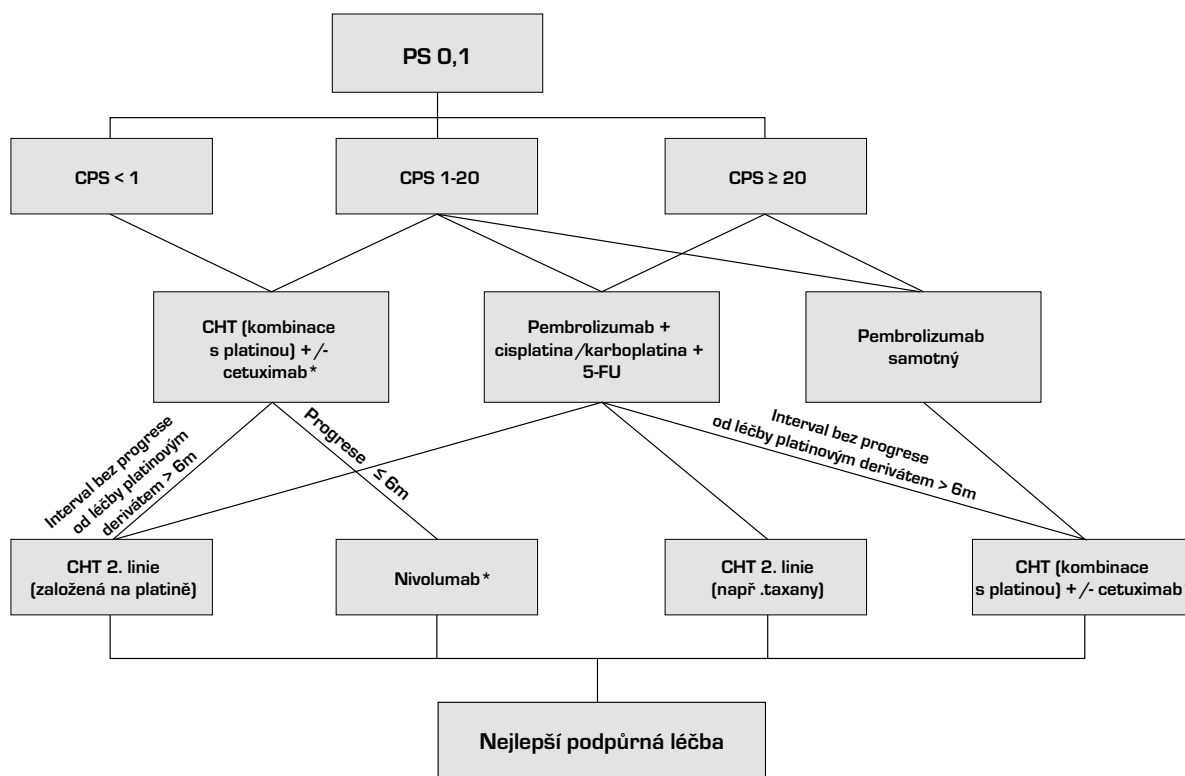 PS 0,1
CPS < 1
CPS 1-20
CPS ≥ 20
CHT (kombinace
s platinou) +/-
cetuximab*
Pembrolizumab +
cisplatina/karboplatina +
5-FU
Pembrolizumab
samotný
Interval bez progrese
od léčby platinovým
derivátem > 6m
Progrese ≤ 6m
Interval bez progrese
od léčby platinovým derivátem > 6m
CHT 2. linie
(založená na platině)
Nivolumab*
CHT 2. linie
(např .taxany)
CHT (kombinace
s platinou) +/- cetuximab
Nejlepší podpůrná léčba